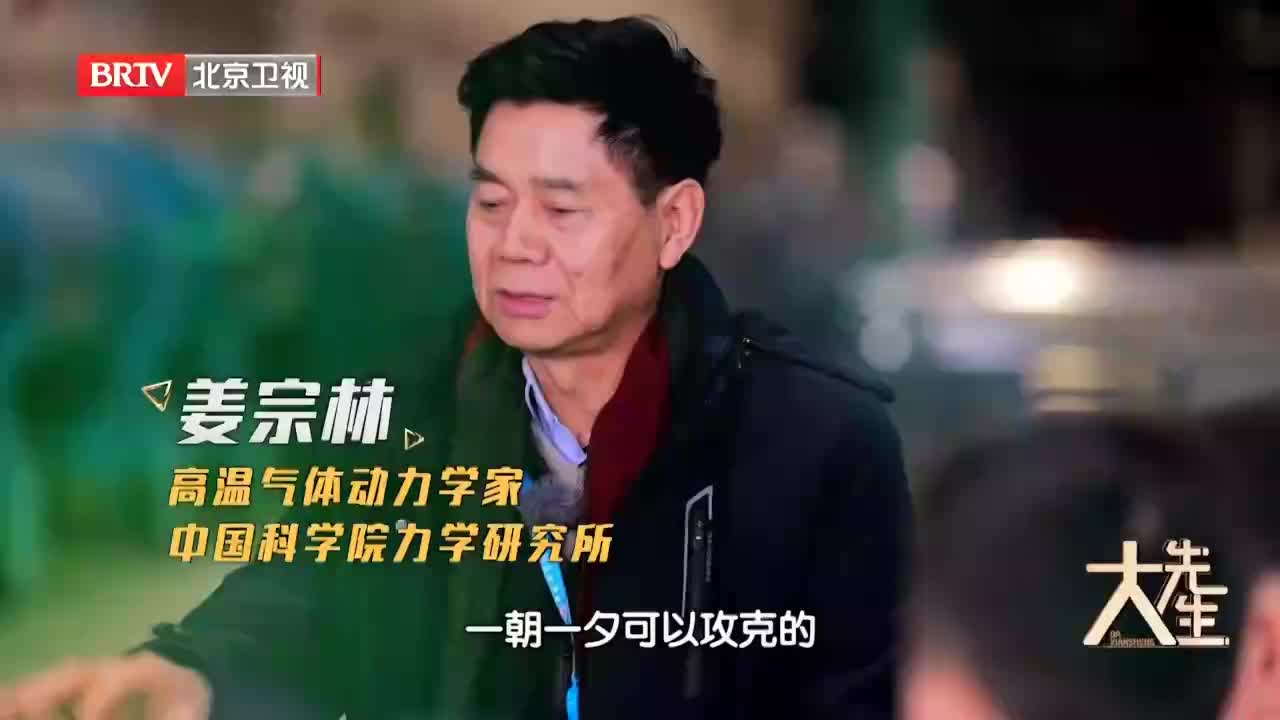 BRTV 北京卫视
姜宗林
高温气体动力学家
中国科学院力学研究所
一朝一夕可以攻克的
大先生
DA
XIANSHENG